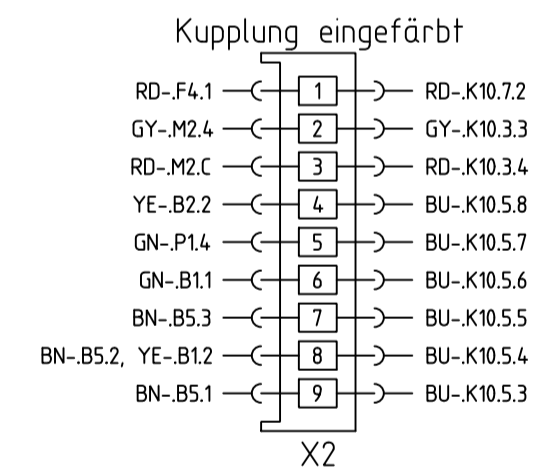 Kupplung eingefärbt
RD-.F4.1 1 RD-.K10.7.2
GY-.M2.4 2 GY-.K10.3.3
RD-.M2.C 3 RD-.K10.3.4
YE-.B2.2 4 BU-.K10.5.8
GN-.P1.4 5 BU-.K10.5.7
GN-.B1.1 6 BU-.K10.5.6
BN-.B5.3 7 BU-.K10.5.5
BN-.B5.2, YE-.B1.2 8 BU-.K10.5.4
BN-.B5.1 9 BU-.K10.5.3
X2